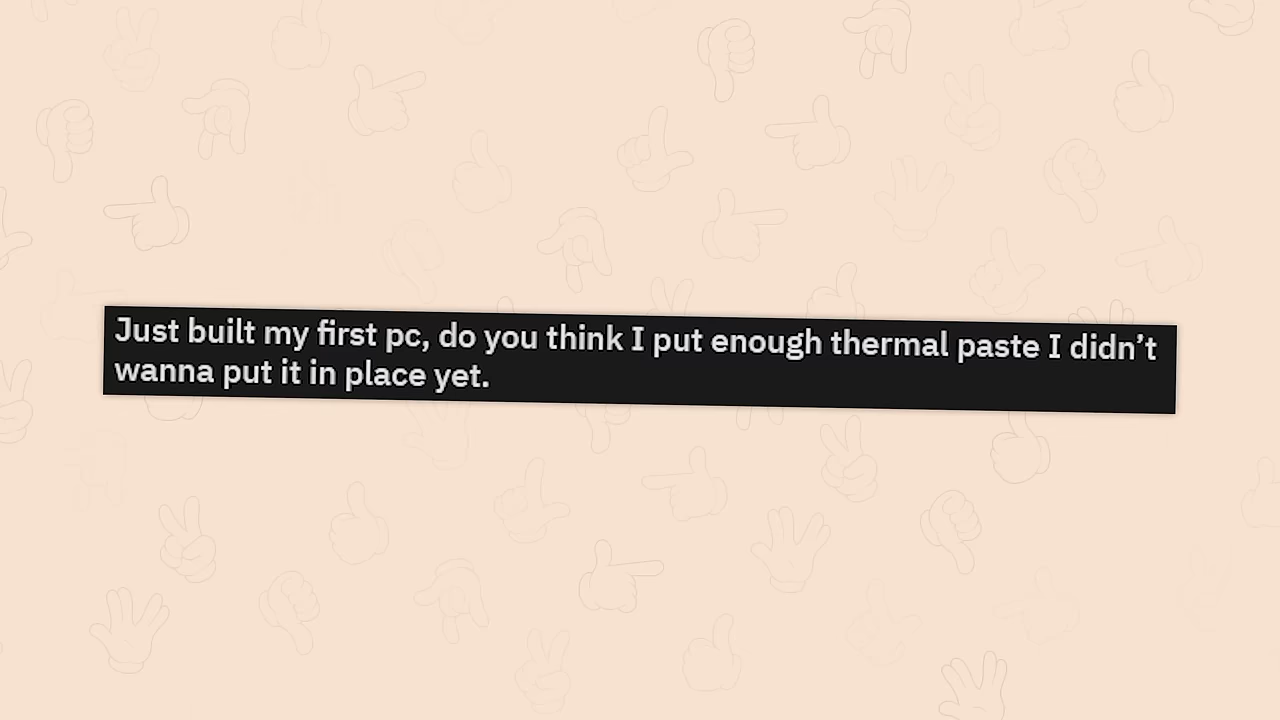 Just built my first pc, do you think I put enough thermal paste I didn’t
wanna put it in place yet.